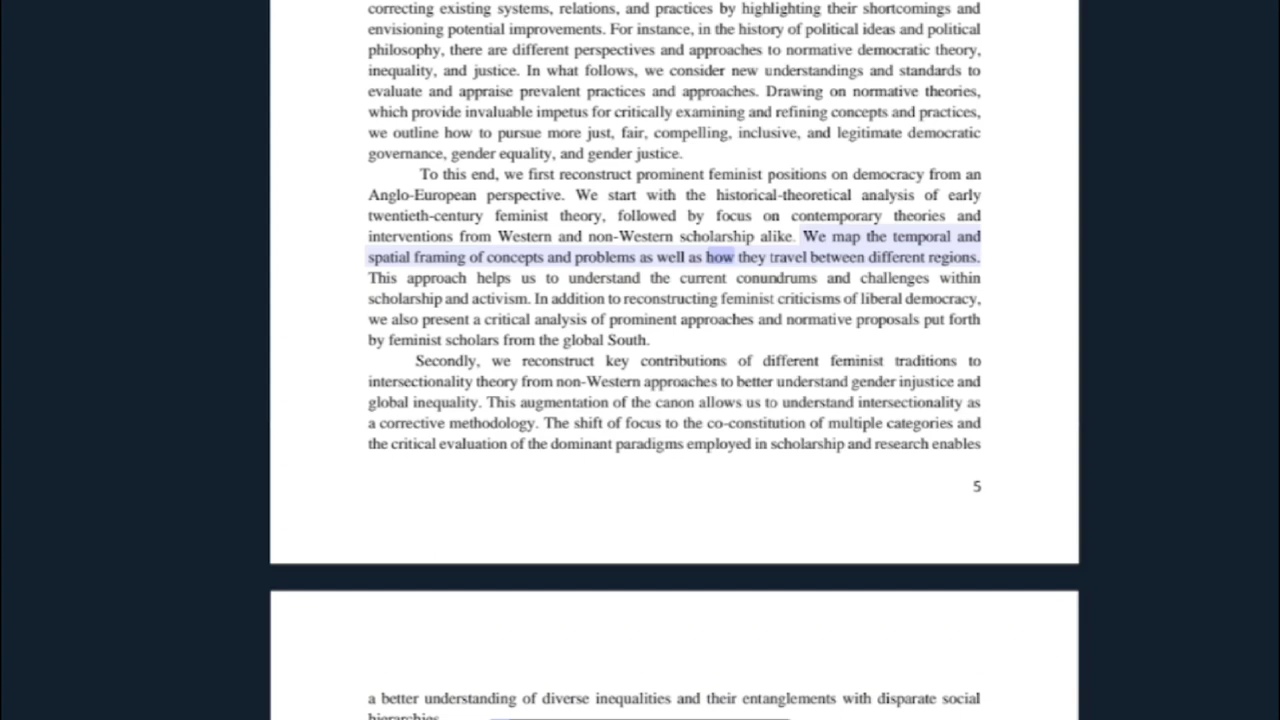 correcting existing systems, relations, and practices by highlighting their shortcomings and
envisioning potential improvements. For instance, in the history of political ideas and political
philosophy, there are different perspectives and approaches to normative democratic theory,
inequality, and justice. In what follows, we consider new understandings and standards to
evaluate and appraise prevalent practices and approaches. Drawing on normative theories,
which provide invaluable impetus for critically examining and refining concepts and practices,
we outline how to pursue more just, fair, compelling, inclusive, and legitimate democratic
governance, gender equality, and gender justice.
To this end, we first reconstruct prominent feminist positions on democracy from an
Anglo-European perspective. We start with the historical-theoretical analysis of early
twentieth-century feminist theory, followed by focus on contemporary theories and
interventions from Western and non-Western scholarship alike. We map the temporal and
spatial framing of concepts and problems as well as how they travel between different regions.
This approach helps us to understand the current conundrums and challenges within
scholarship and activism. In addition to reconstructing feminist criticisms of liberal democracy,
we also present a critical analysis of prominent approaches and normative proposals put forth
by feminist scholars from the global South.
Secondly, we reconstruct key contributions of different feminist traditions to
intersectionality theory from non-Western approaches to better understand gender injustice and
global inequality. This augmentation of the canon allows us to understand intersectionality as
a corrective methodology. The shift of focus to the co-constitution of multiple categories and
the critical evaluation of the dominant paradigms employed in scholarship and research enables
5
a better understanding of diverse inequalities and their entanglements with disparate social
hierarchies.